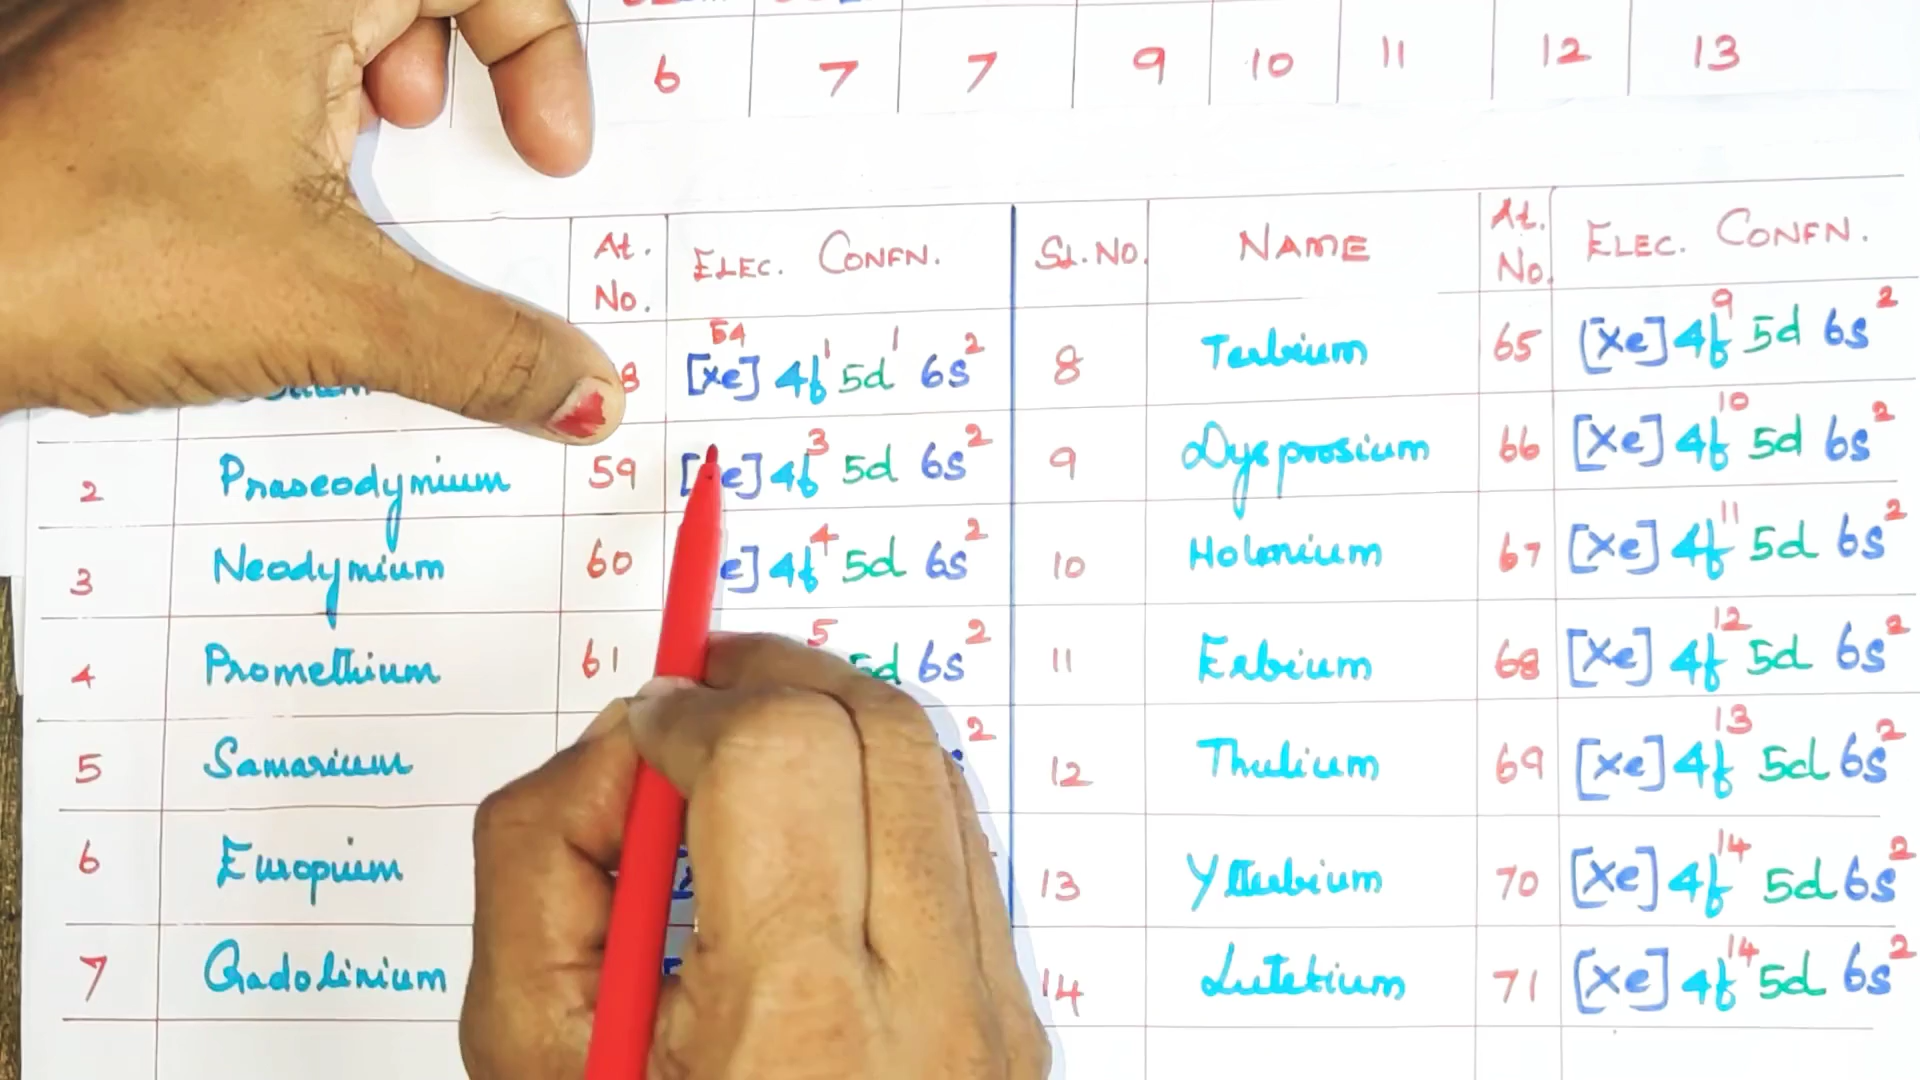 6 7 7 9 10 11 12 13
At. No. ELEC. CONFN. SL.NO. NAME At. No. ELEC. CONFN.
54
[Xe] 4f¹ 5d¹ 6s² 8 Terbium 65 [Xe] 4f⁹ 5d 6s²
2 Praseodymium 59 [Xe] 4f³ 5d 6s² 9 Dysprosium 66 [Xe] 4f¹⁰ 5d 6s²
3 Neodymium 60 e] 4f⁴ 5d 6s² 10 Holmium 67 [Xe] 4f¹¹ 5d 6s²
4 Promethium 61 5 5d 6s² 11 Erbium 68 [Xe] 4f¹² 5d 6s²
5 Samarium 2 12 Thulium 69 [Xe] 4f¹³ 5d 6s²
6 Europium 13 Ytterbium 70 [Xe] 4f¹⁴ 5d 6s²
7 Gadolinium 14 Lutetium 71 [Xe] 4f¹⁴ 5d 6s²